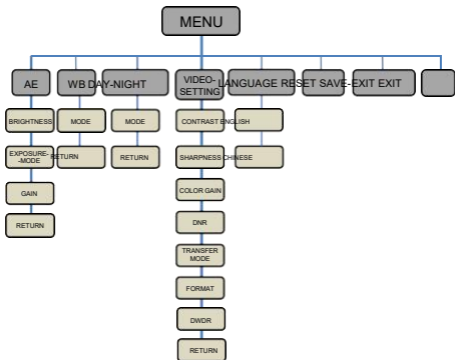 MENU
AE WB DAY-NIGHT VIDEO- LANGUAGE RESET SAVE-EXIT EXIT
SETTING
BRIGHTNESS MODE MODE CONTRAST ENGLISH
EXPOSURE- RETURN RETURN SHARPNESS CHINESE
-MODE
GAIN COLOR GAIN
RETURN DNR
TRANSFER
MODE
FORMAT
DWDR
RETURN